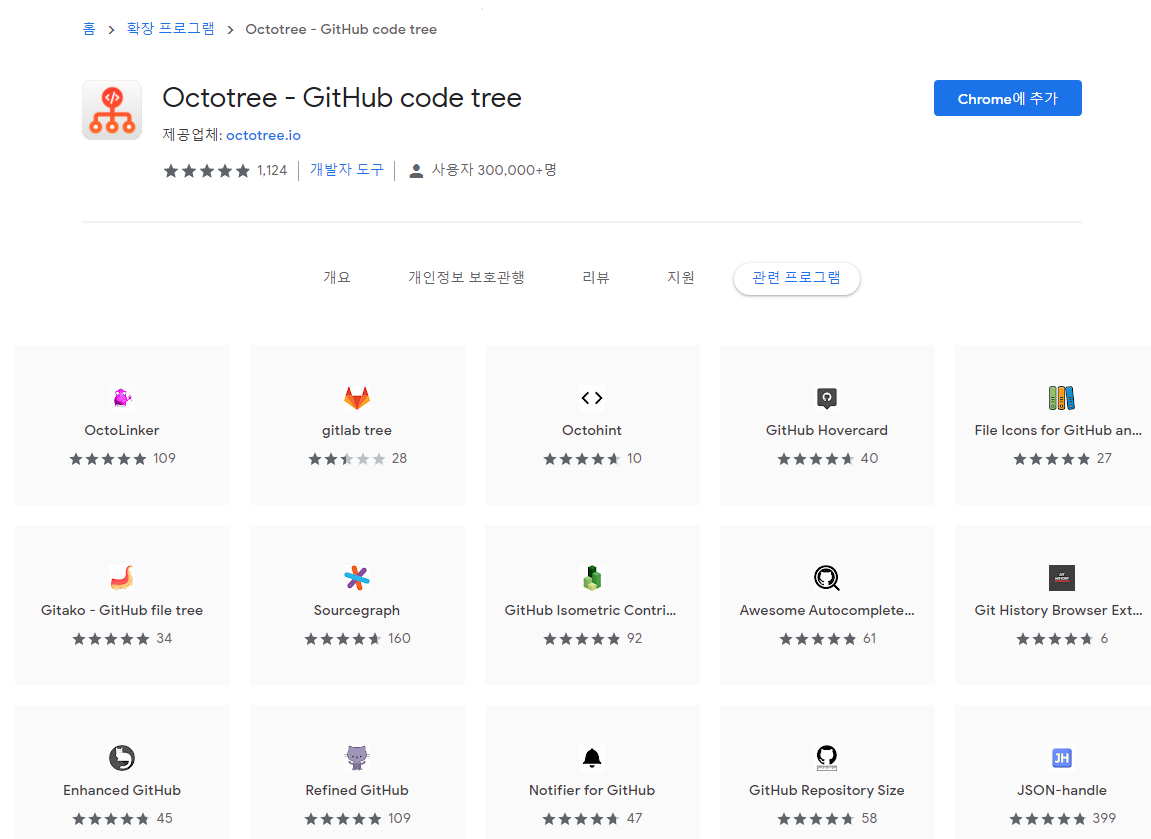 홈 > 확장 프로그램 > Octotree - GitHub code tree
Octotree - GitHub code tree
Chrome에 추가
제공업체: octotree.io
1,124 | 개발자 도구 | 사용자 300,000+명
개요 개인정보 보호관행 리뷰 지원 관련 프로그램
OctoLinker gitlab tree Octohint GitHub Hovercard File Icons for GitHub an...
109 28 10 40 27
GIT HISTORY
Gitako - GitHub file tree Sourcegraph GitHub Isometric Contri... Awesome Autocomplete... Git History Browser Ext...
34 160 92 61 6
JH
Enhanced GitHub Refined GitHub Notifier for GitHub GitHub Repository Size JSON-handle
45 109 47 58 399